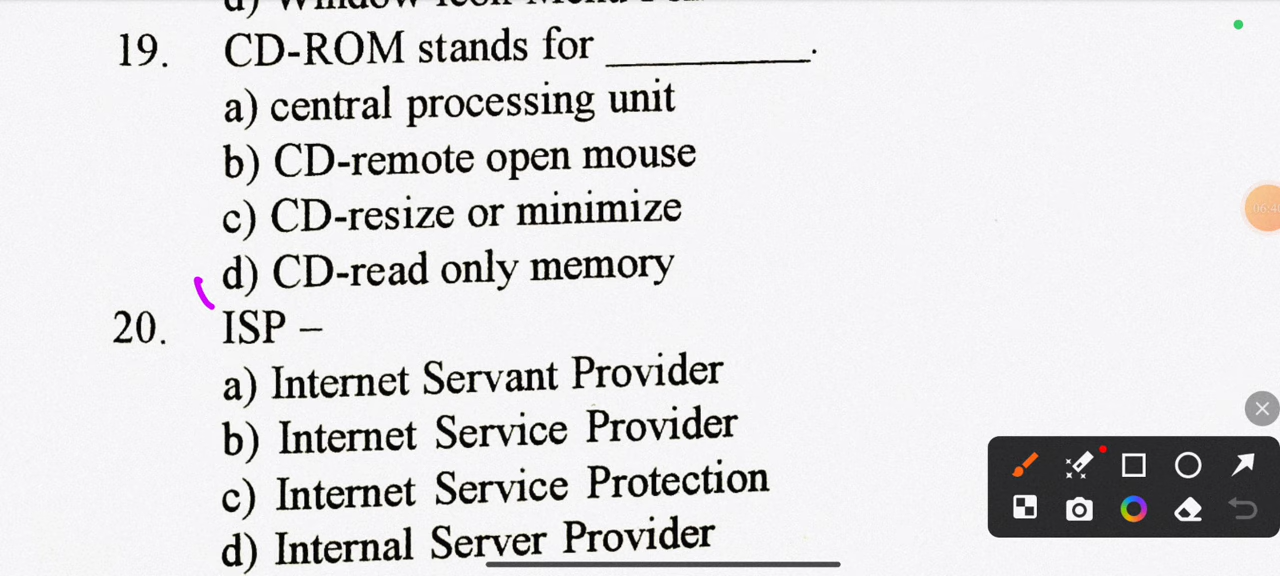 19. CD-ROM stands for __________.
a) central processing unit
b) CD-remote open mouse
c) CD-resize or minimize
d) CD-read only memory
20. ISP –
a) Internet Servant Provider
b) Internet Service Provider
c) Internet Service Protection
d) Internal Server Provider